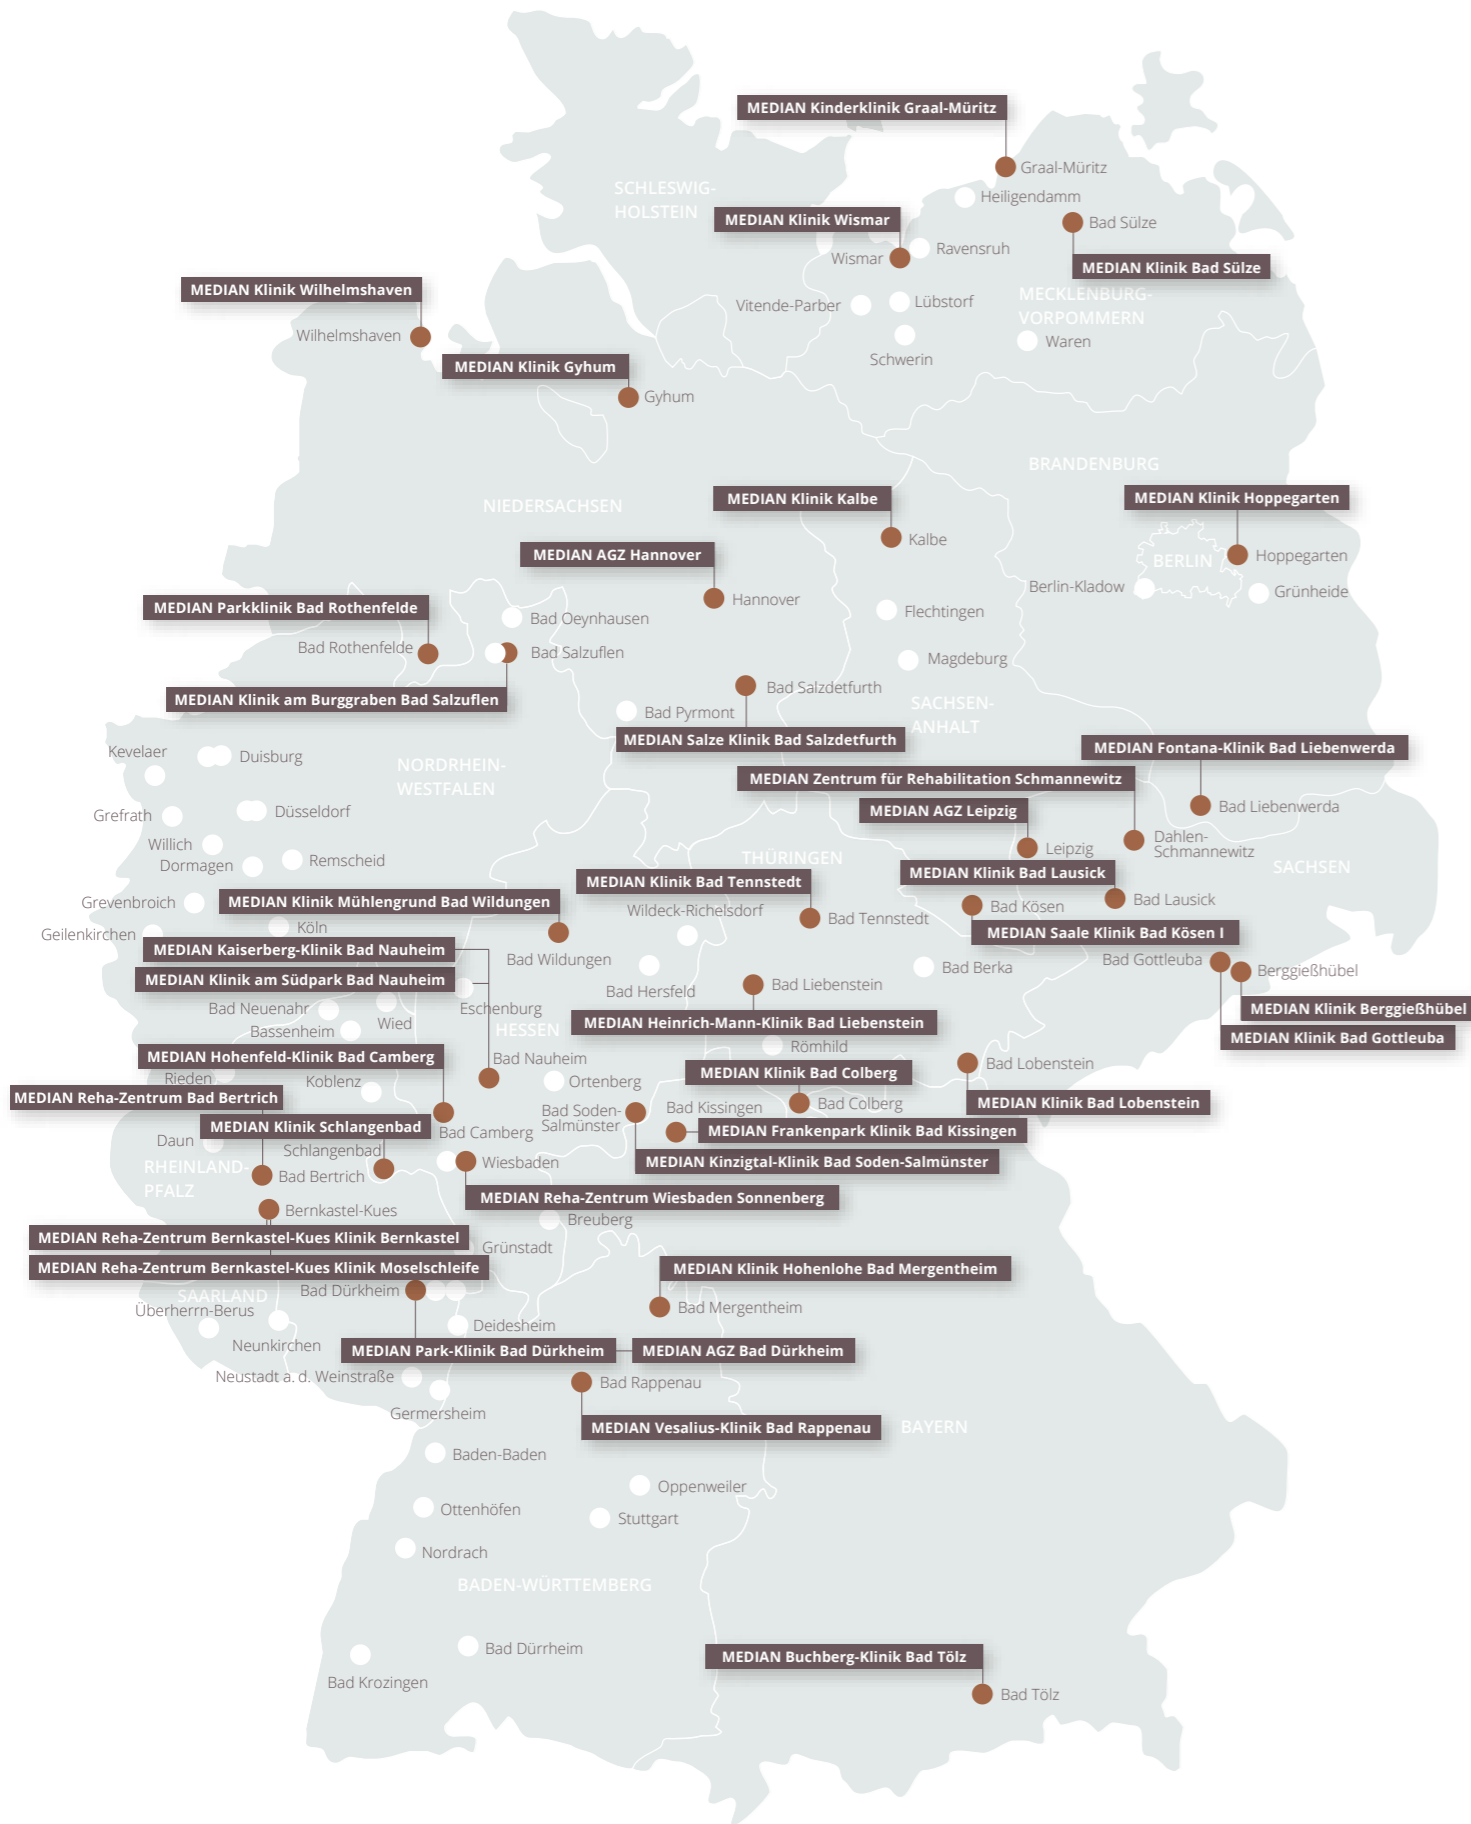 MEDIAN Kinderklinik Graal-Müritz
Graal-Müritz
SCHLESWIG-
HOLSTEIN
Heiligendamm
MEDIAN Klinik Wismar
Bad Sülze
Wismar
Ravensruh
MEDIAN Klinik Bad Sülze
MEDIAN Klinik Wilhelmshaven
Vitende-Parber
Lübstorf
MECKLENBURG-
VORPOMMERN
Wilhelmshaven
Waren
Schwerin
MEDIAN Klinik Gyhum
Gyhum
BRANDENBURG
NIEDERSACHSEN
MEDIAN Klinik Kalbe
MEDIAN Klinik Hoppegarten
Kalbe
MEDIAN AGZ Hannover
BERLIN
Hoppegarten
Berlin-Kladow
Grünheide
MEDIAN Parkklinik Bad Rothenfelde
Hannover
Flechtingen
Bad Oeynhausen
Bad Rothenfelde
Bad Salzuflen
Magdeburg
MEDIAN Klinik am Burggraben Bad Salzuflen
Bad Salzdetfurth
Bad Pyrmont
SACHSEN-
ANHALT
MEDIAN Salze Klinik Bad Salzdetfurth
MEDIAN Fontana-Klinik Bad Liebenwerda
Kevelaer
Duisburg
NORDRHEIN-
WESTFALEN
MEDIAN Zentrum für Rehabilitation Schmannewitz
Bad Liebenwerda
Grefrath
Düsseldorf
MEDIAN AGZ Leipzig
Willich
Dormagen
Remscheid
THÜRINGEN
Leipzig
Dahlen-
Schmannewitz
SACHSEN
MEDIAN Klinik Bad Tennstedt
MEDIAN Klinik Bad Lausick
Grevenbroich
MEDIAN Klinik Mühlengrund Bad Wildungen
Wildeck-Richelsdorf
Bad Tennstedt
Bad Kösen
Bad Lausick
Geilenkirchen
Köln
MEDIAN Saale Klinik Bad Kösen I
MEDIAN Kaiserberg-Klinik Bad Nauheim
Bad Wildungen
Bad Gottleuba
Berggießhübel
MEDIAN Klinik am Südpark Bad Nauheim
Bad Hersfeld
Bad Liebenstein
Bad Berka
Bad Neuenahr
Eschenburg
MEDIAN Klinik Berggießhübel
Bassenheim
Wied
HESSEN
MEDIAN Heinrich-Mann-Klinik Bad Liebenstein
MEDIAN Klinik Bad Gottleuba
MEDIAN Hohenfeld-Klinik Bad Camberg
Bad Nauheim
Römhild
Bad Lobenstein
Rieden
Koblenz
Ortenberg
MEDIAN Klinik Bad Colberg
MEDIAN Reha-Zentrum Bad Bertrich
Bad Soden-
Salmünster
Bad Kissingen
Bad Colberg
MEDIAN Klinik Bad Lobenstein
MEDIAN Klinik Schlangenbad
Bad Camberg
MEDIAN Frankenpark Klinik Bad Kissingen
Daun
Schlangenbad
Wiesbaden
MEDIAN Kinzigtal-Klinik Bad Soden-Salmünster
RHEINLAND-
PFALZ
Bad Bertrich
MEDIAN Reha-Zentrum Wiesbaden Sonnenberg
Bernkastel-Kues
Breuberg
MEDIAN Reha-Zentrum Bernkastel-Kues Klinik Bernkastel
Grünstadt
MEDIAN Reha-Zentrum Bernkastel-Kues Klinik Moselschleife
MEDIAN Klinik Hohenlohe Bad Mergentheim
SAARLAND
Bad Dürkheim
Bad Mergentheim
Überherrn-Berus
Deidesheim
Neunkirchen
MEDIAN Park-Klinik Bad Dürkheim
MEDIAN AGZ Bad Dürkheim
Neustadt a. d. Weinstraße
Bad Rappenau
Germersheim
MEDIAN Vesalius-Klinik Bad Rappenau
BAYERN
Baden-Baden
Oppenweiler
Ottenhöfen
Stuttgart
Nordrach
BADEN-WÜRTTEMBERG
Bad Dürrheim
MEDIAN Buchberg-Klinik Bad Tölz
Bad Krozingen
Bad Tölz